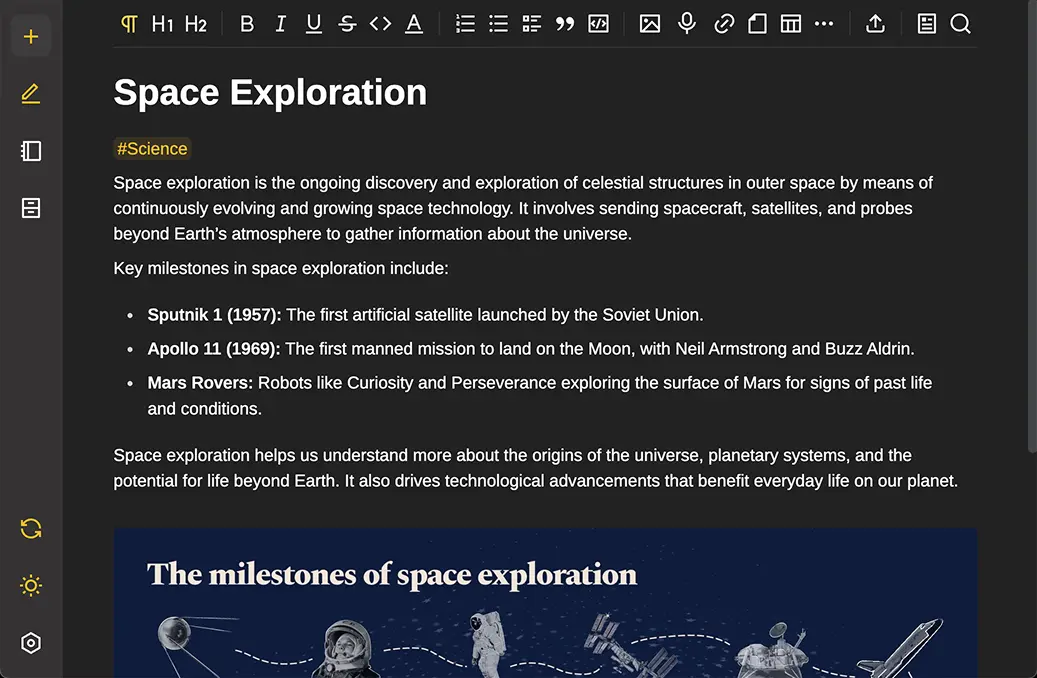 H1 H2 B I U S A
Space Exploration
#Science
Space exploration is the ongoing discovery and exploration of celestial structures in outer space by means of
continuously evolving and growing space technology. It involves sending spacecraft, satellites, and probes
beyond Earth’s atmosphere to gather information about the universe.
Key milestones in space exploration include:
• Sputnik 1 (1957): The first artificial satellite launched by the Soviet Union.
• Apollo 11 (1969): The first manned mission to land on the Moon, with Neil Armstrong and Buzz Aldrin.
• Mars Rovers: Robots like Curiosity and Perseverance exploring the surface of Mars for signs of past life
and conditions.
Space exploration helps us understand more about the origins of the universe, planetary systems, and the
potential for life beyond Earth. It also drives technological advancements that benefit everyday life on our planet.
The milestones of space exploration